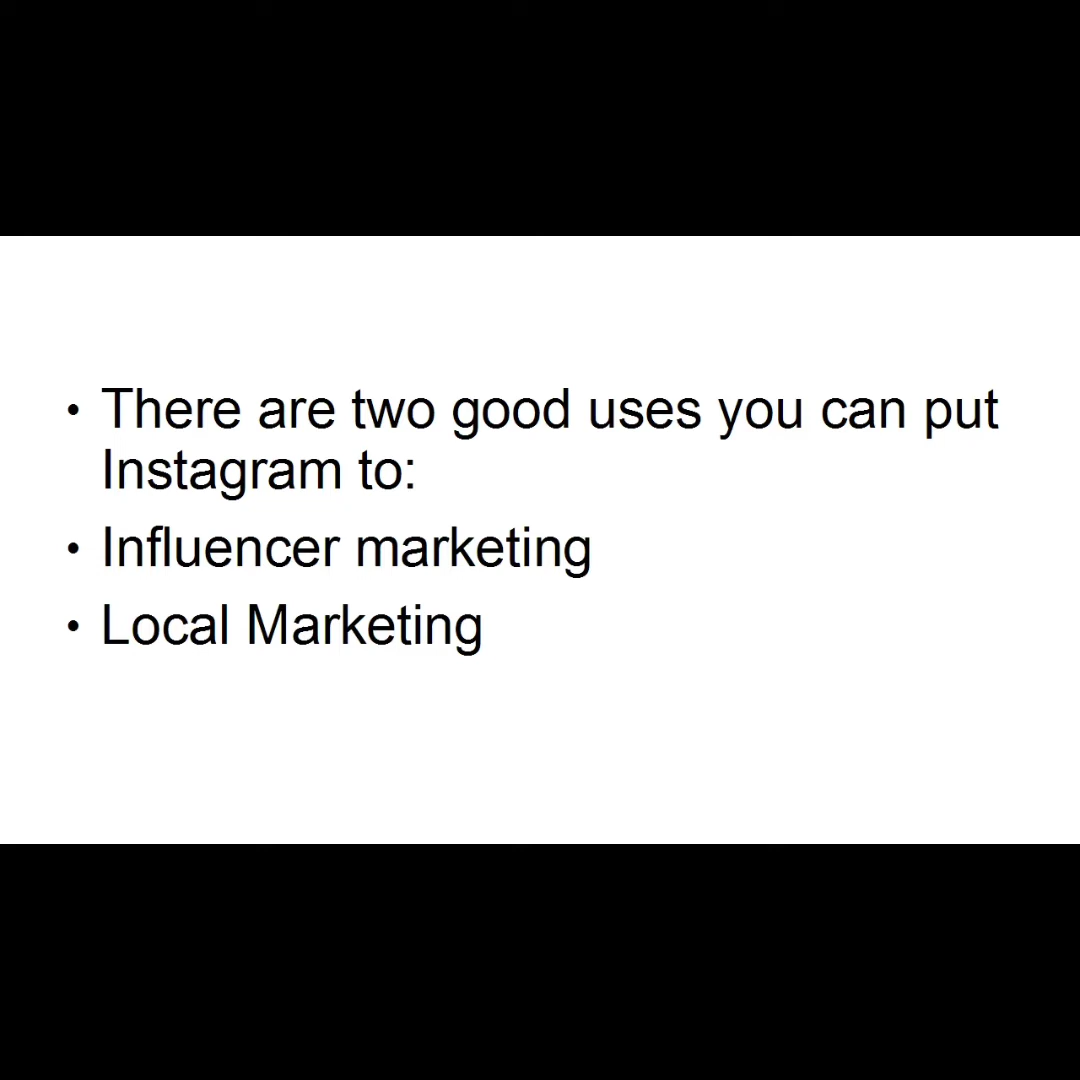 • There are two good uses you can put
Instagram to:
• Influencer marketing
• Local Marketing